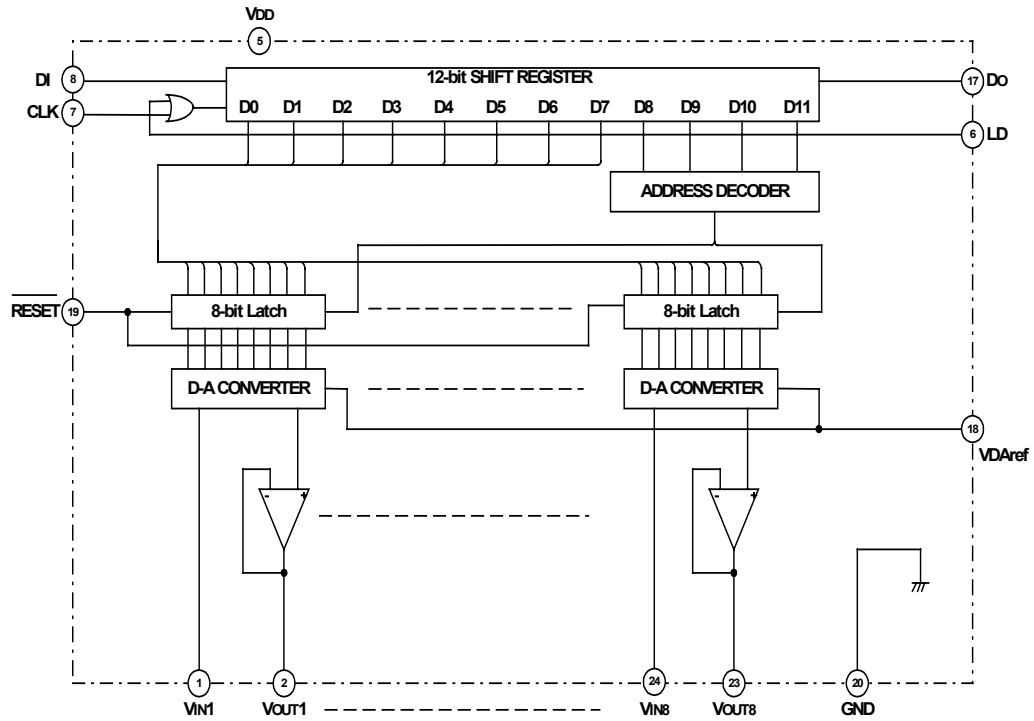 VDD
5
DI 8 12-bit SHIFT REGISTER 17 DO
CLK 7 D0 D1 D2 D3 D4 D5 D6 D7 D8 D9 D10 D11
6 LD
ADDRESS DECODER
RESET 19 8-bit Latch 8-bit Latch
D-A CONVERTER D-A CONVERTER
18
VDAref
- + - +
1 2 24 23 20
VIN1 VOUT1 VIN8 VOUT8 GND